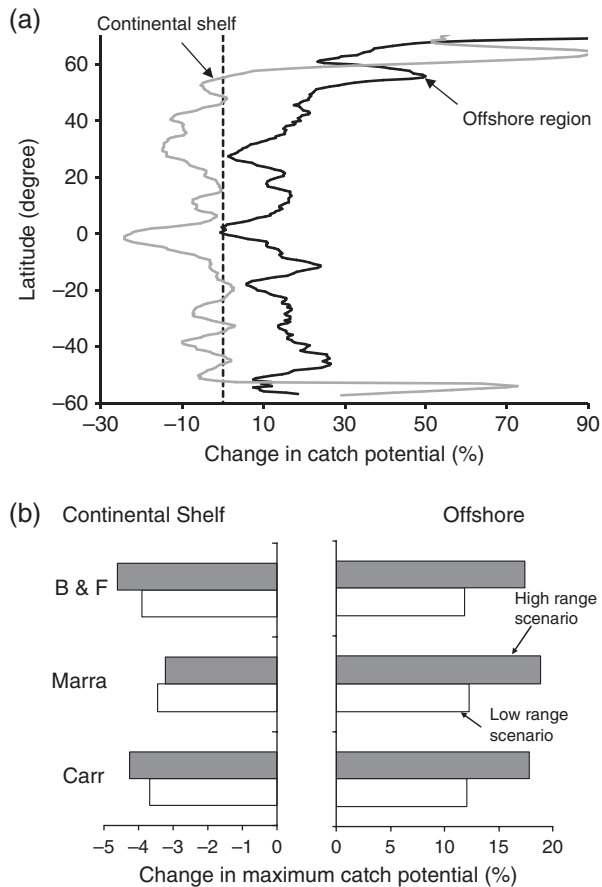 (a)
Continental shelf
60
40
20
0
−20
−40
−60
Latitude (degree)
Offshore region
−30
−10
10
30
50
70
90
Change in catch potential (%)
(b)
Continental Shelf
Offshore
B & F
Marra
Carr
High range
scenario
Low range
scenario
−5 −4 −3 −2 −1 0
0 5 10 15 20
Change in maximum catch potential (%)